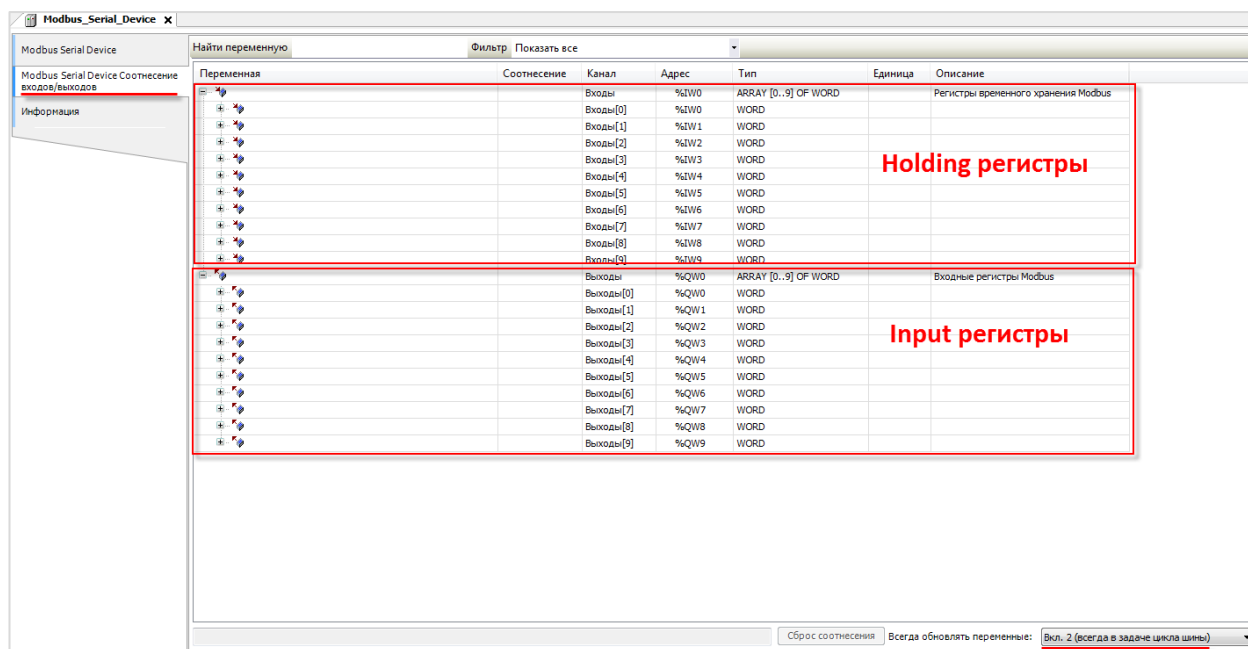 Modbus_Serial_Device x
Modbus Serial Device
Modbus Serial Device Соотнесение входов/выходов
Информация
Найти переменную Фильтр Показать все
Переменная Соотнесение Канал Адрес Тип Единица Описание
Входы %IW0 ARRAY [0..9] OF WORD Регистры временного хранения Modbus
Входы[0] %IW0 WORD
Входы[1] %IW1 WORD
Входы[2] %IW2 WORD
Входы[3] %IW3 WORD
Входы[4] %IW4 WORD
Входы[5] %IW5 WORD
Входы[6] %IW6 WORD
Входы[7] %IW7 WORD
Входы[8] %IW8 WORD
Входы[9] %IW9 WORD
Holding регистры
Выходы %QW0 ARRAY [0..9] OF WORD Входные регистры Modbus
Выходы[0] %QW0 WORD
Выходы[1] %QW1 WORD
Выходы[2] %QW2 WORD
Выходы[3] %QW3 WORD
Выходы[4] %QW4 WORD
Выходы[5] %QW5 WORD
Выходы[6] %QW6 WORD
Выходы[7] %QW7 WORD
Выходы[8] %QW8 WORD
Выходы[9] %QW9 WORD
Input регистры
Сброс соотнесения Всегда обновлять переменные: Вкл. 2 (всегда в задаче цикла шины)